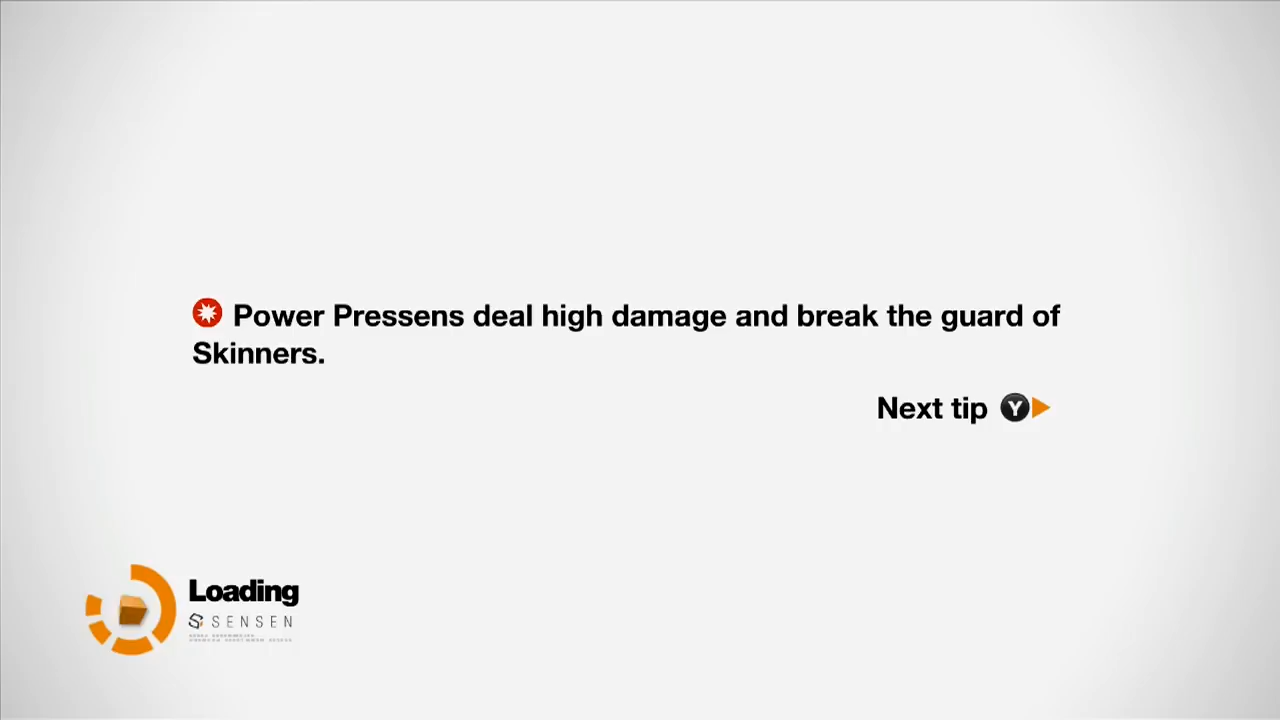 Power Pressens deal high damage and break the guard of
Skinners.
Next tip Y
Loading
SENSEN